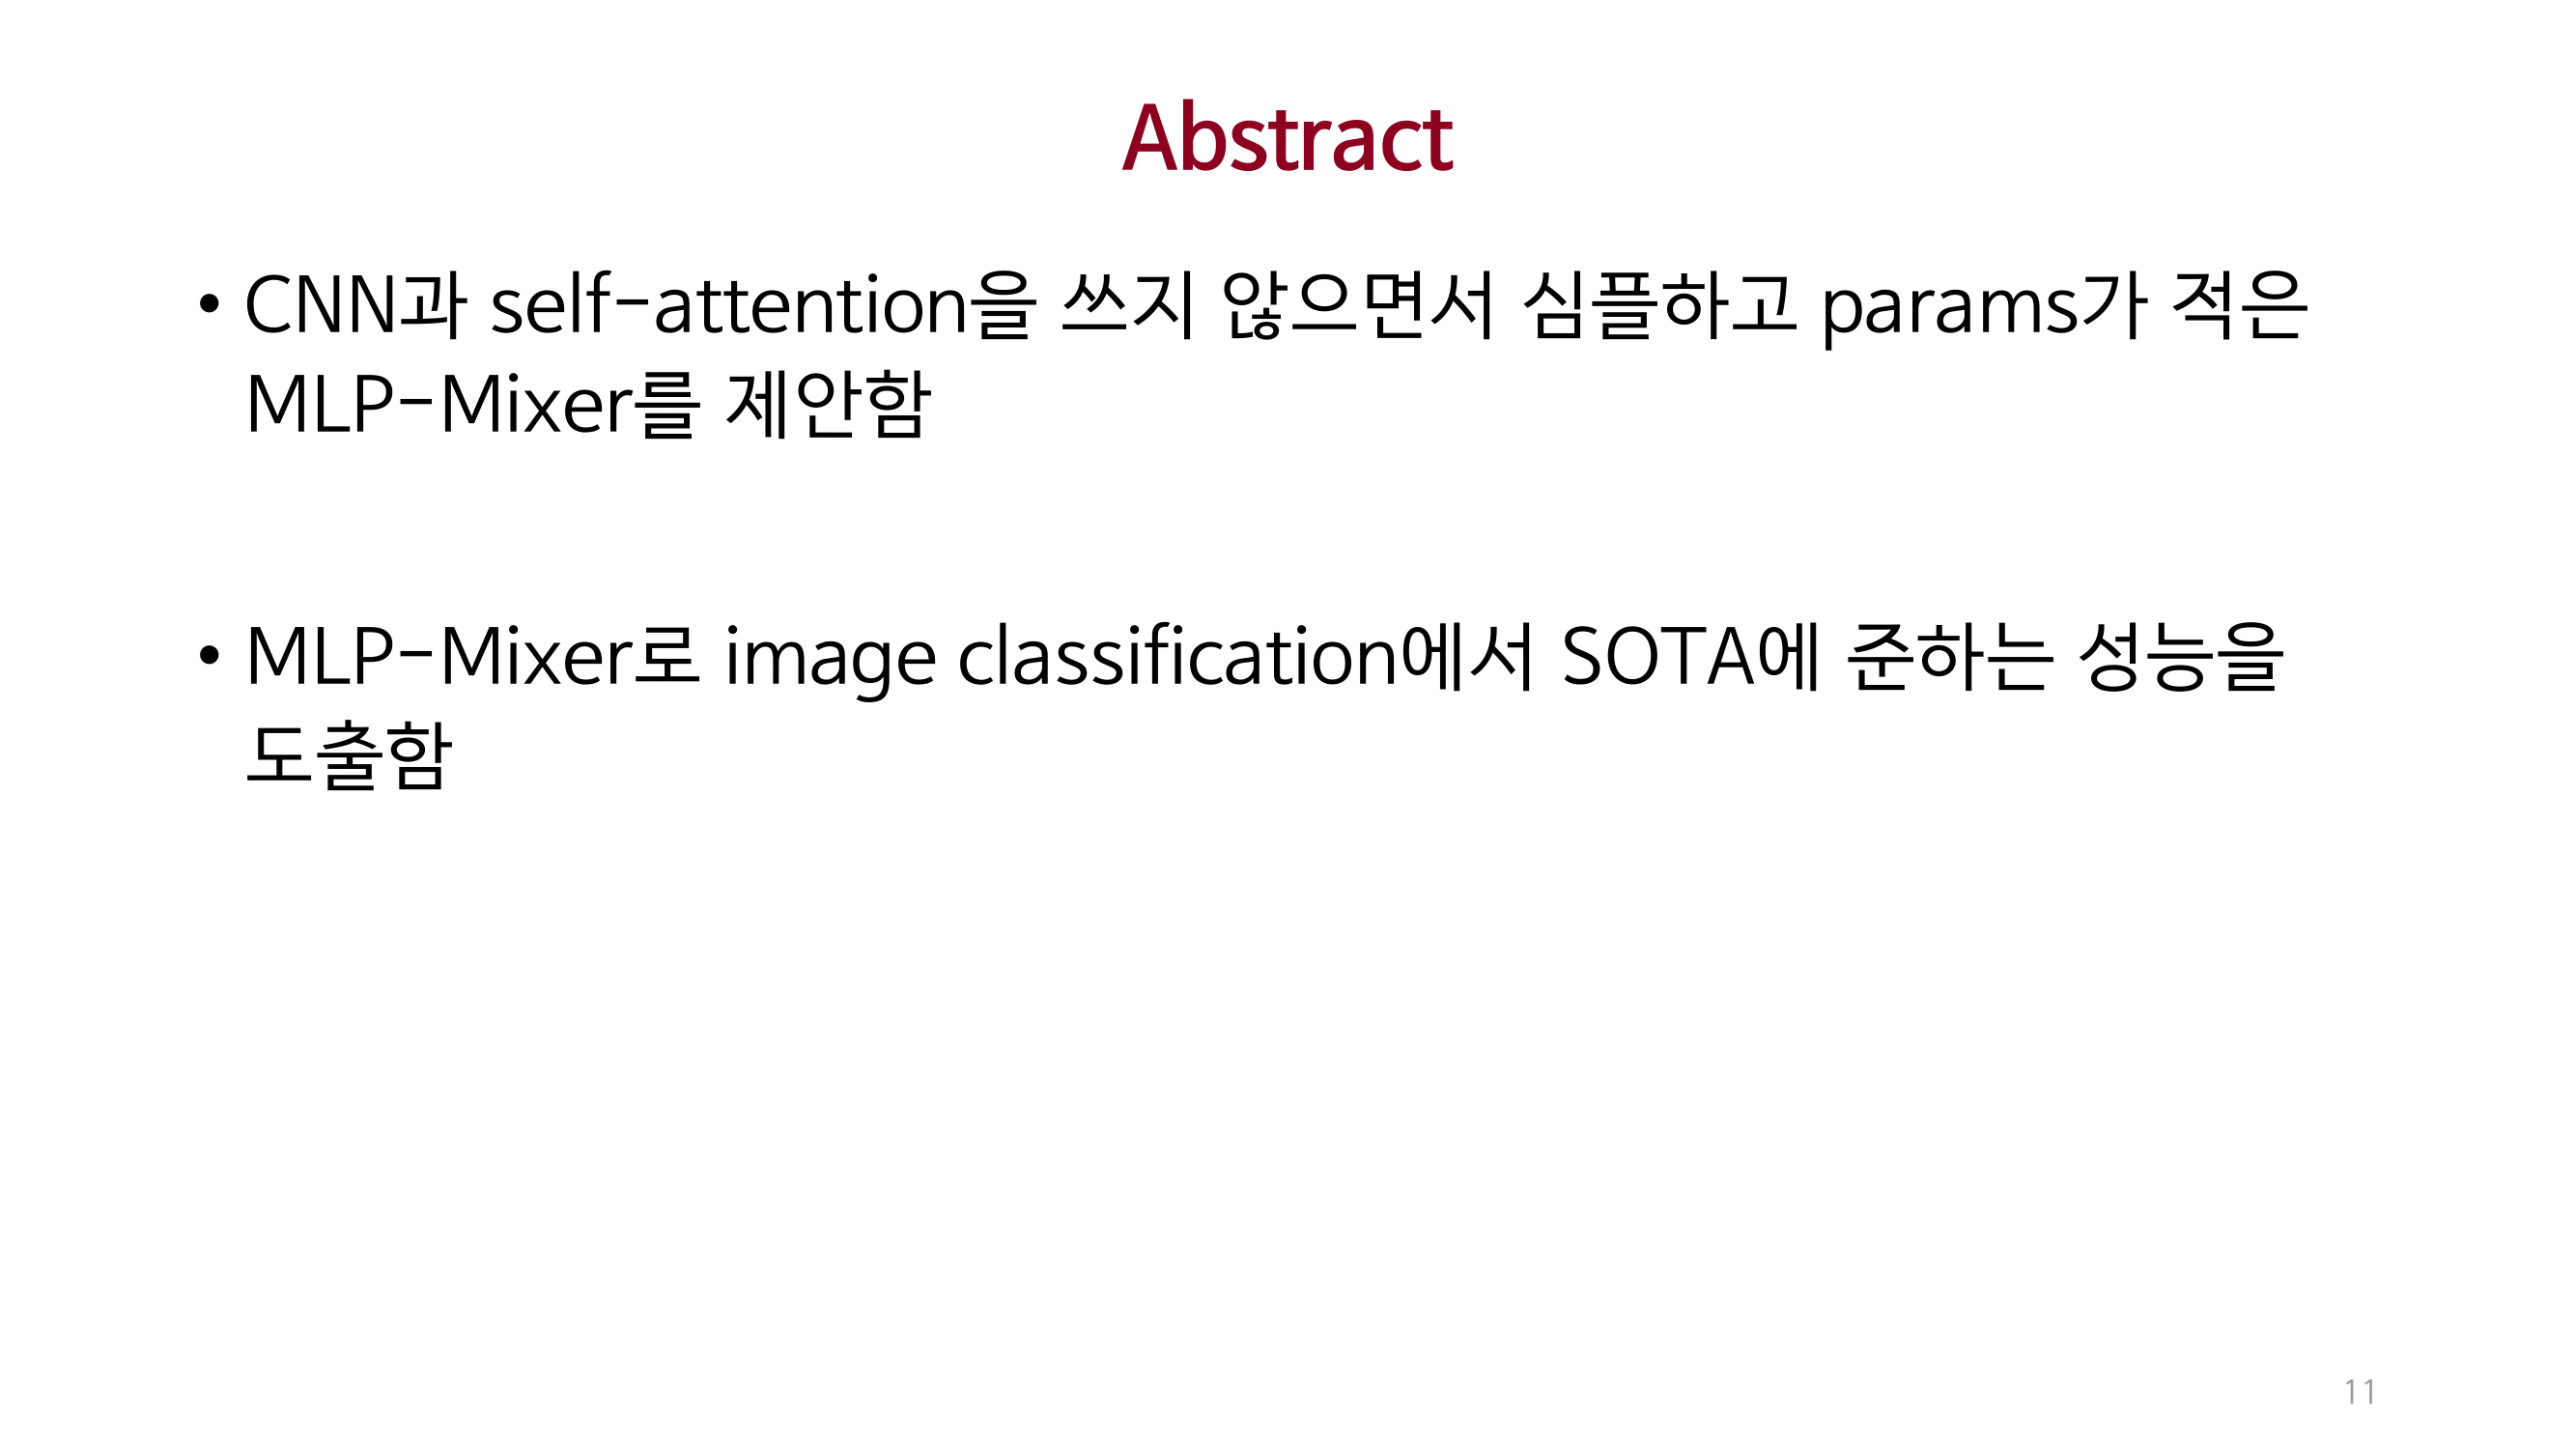 Abstract
• CNN과 self-attention을 쓰지 않으면서 심플하고 params가 적은
MLP-Mixer를 제안함
• MLP-Mixer로 image classification에서 SOTA에 준하는 성능을
도출함
11